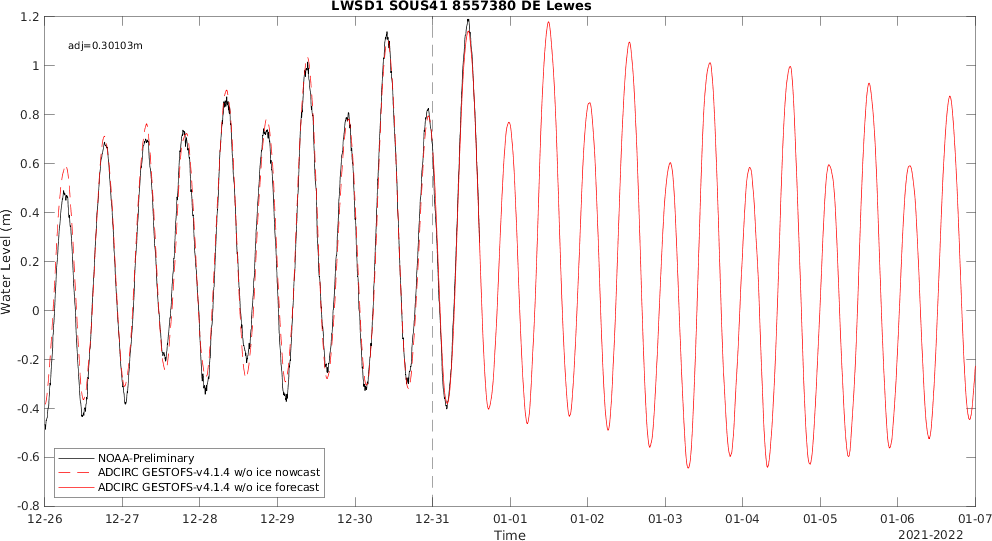 LWSD1 SOUS41 8557380 DE Lewes
adj=0.30103m
1.2
1
0.8
0.6
0.4
0.2
0
-0.2
-0.4
-0.6
-0.8
Water Level (m)
NOAA-Preliminary
ADCIRC GESTOFS-v4.1.4 w/o ice nowcast
ADCIRC GESTOFS-v4.1.4 w/o ice forecast
12-26 12-27 12-28 12-29 12-30 12-31 01-01 01-02 01-03 01-04 01-05 01-06 01-07
Time
2021-2022